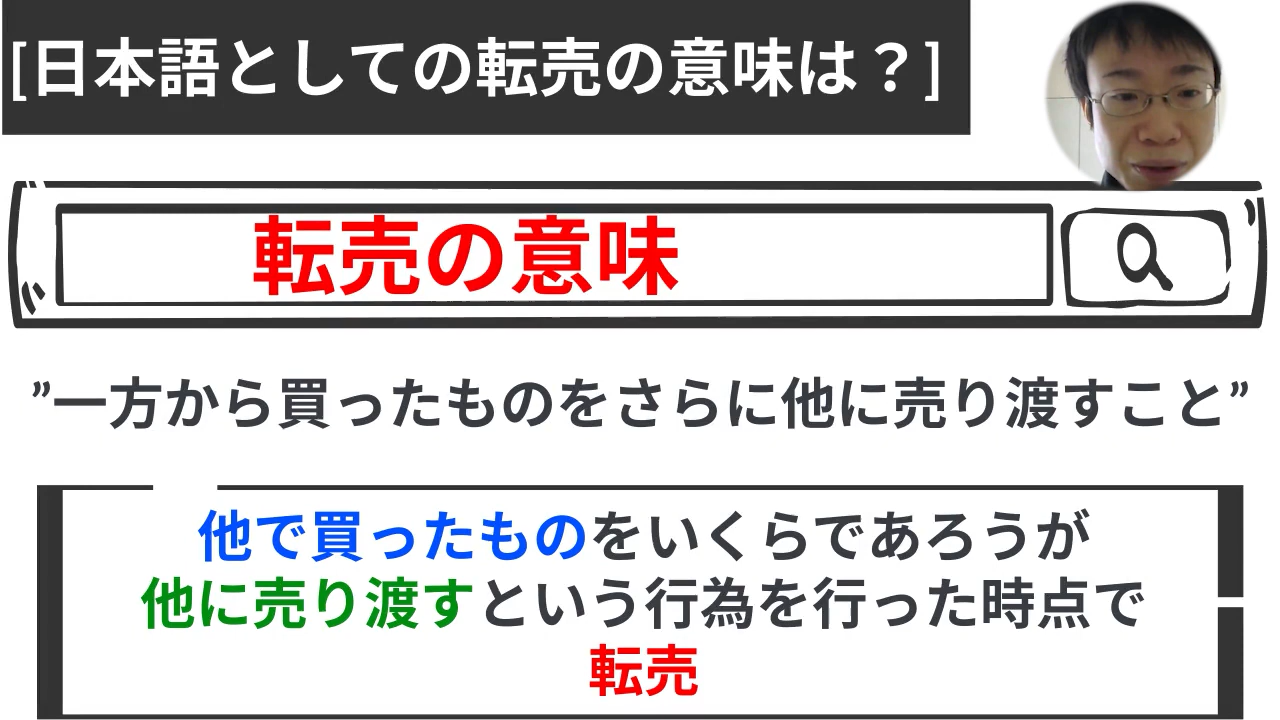 [日本語としての転売の意味は？]
転売の意味
”一方から買ったものをさらに他に売り渡すこと”
他で買ったものをいくらであろうが
他に売り渡すという行為を行った時点で
転売